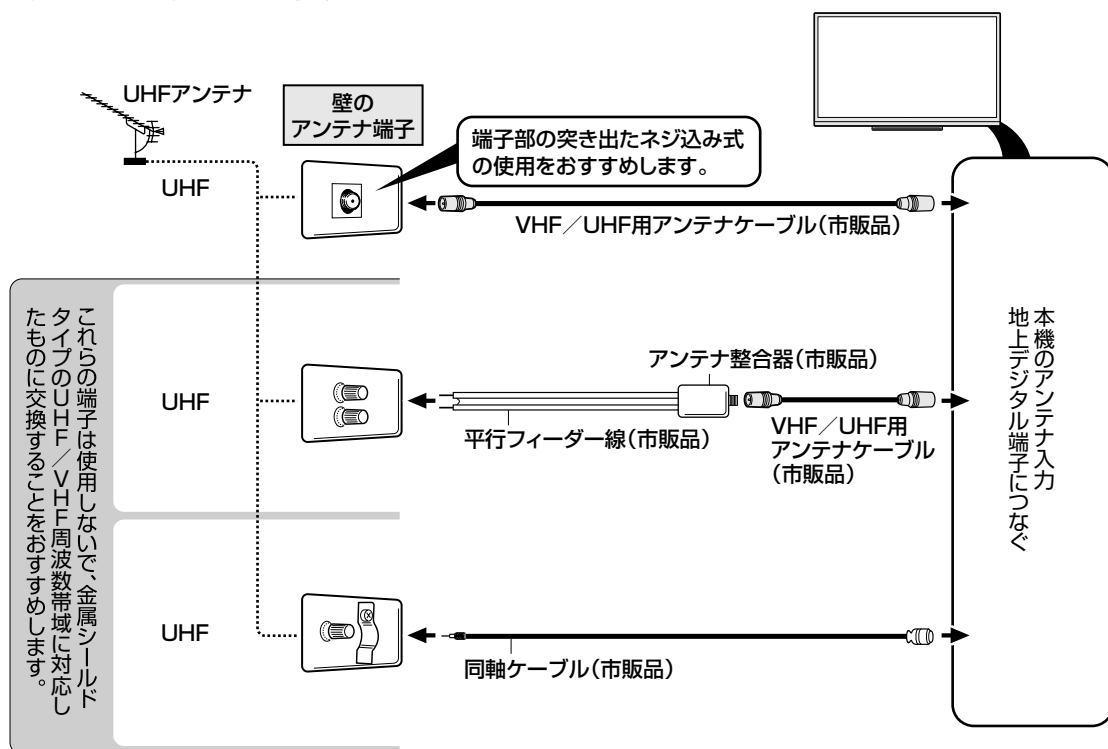 UHFアンテナ
壁の
アンテナ端子
端子部の突き出たネジ込み式
の使用をおすすめします。
UHF
VHF／UHF用アンテナケーブル（市販品）
これらの端子は使用しないで、金属シールド
タイプのUHF／VHF周波数帯域に対応し
たものに交換することをおすすめします。
UHF
アンテナ整合器（市販品）
平行フィーダー線（市販品）
VHF／UHF用
アンテナケーブル
（市販品）
UHF
同軸ケーブル（市販品）
本機のアンテナ入力
地上デジタル端子につなぐ